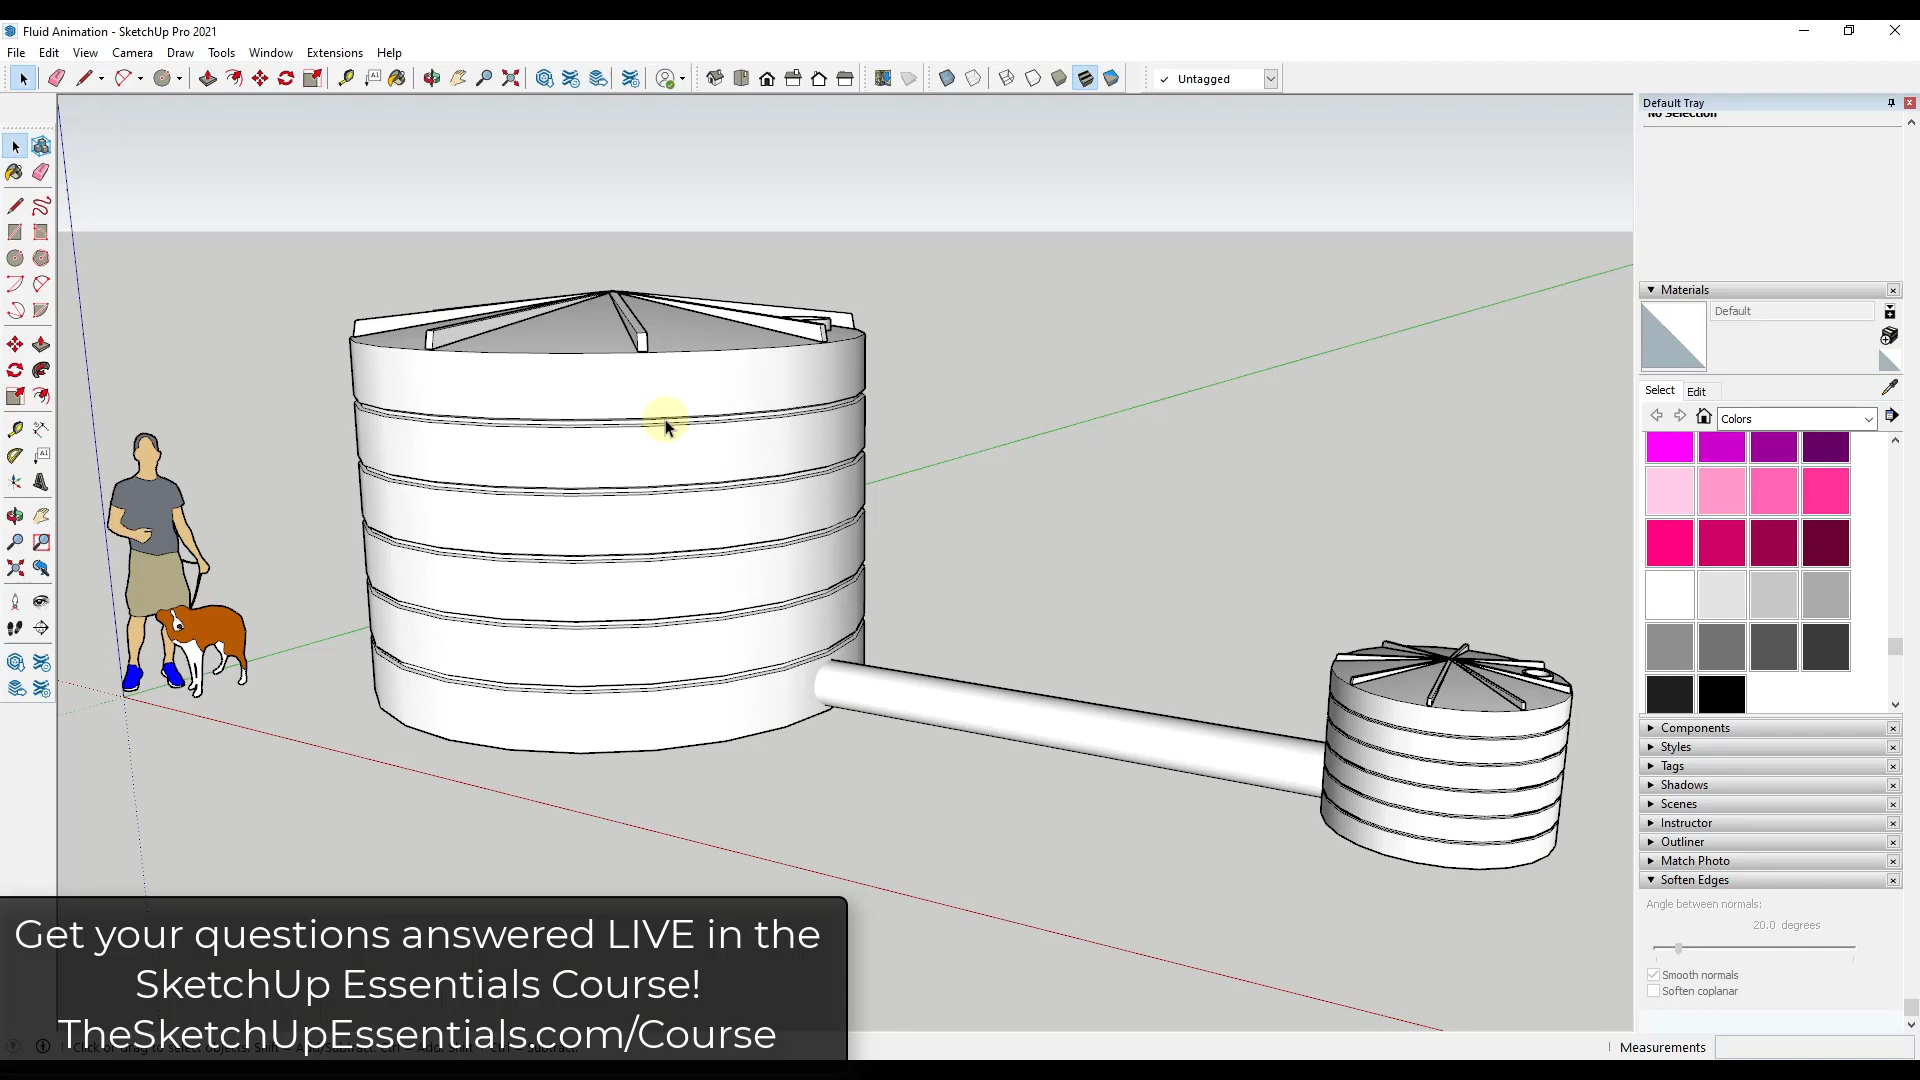 Fluid Animation - SketchUp Pro 2021
File Edit View Camera Draw Tools Window Extensions Help
Untagged
Default Tray
No Selection
Materials
Default
Select Edit
Colors
Components
Styles
Tags
Shadows
Scenes
Instructor
Outliner
Match Photo
Soften Edges
Angle between normals:
20.0 degrees
Smooth normals
Soften coplanar
Get your questions answered LIVE in the
SketchUp Essentials Course!
TheSketchUpEssentials.com/Course
Measurements